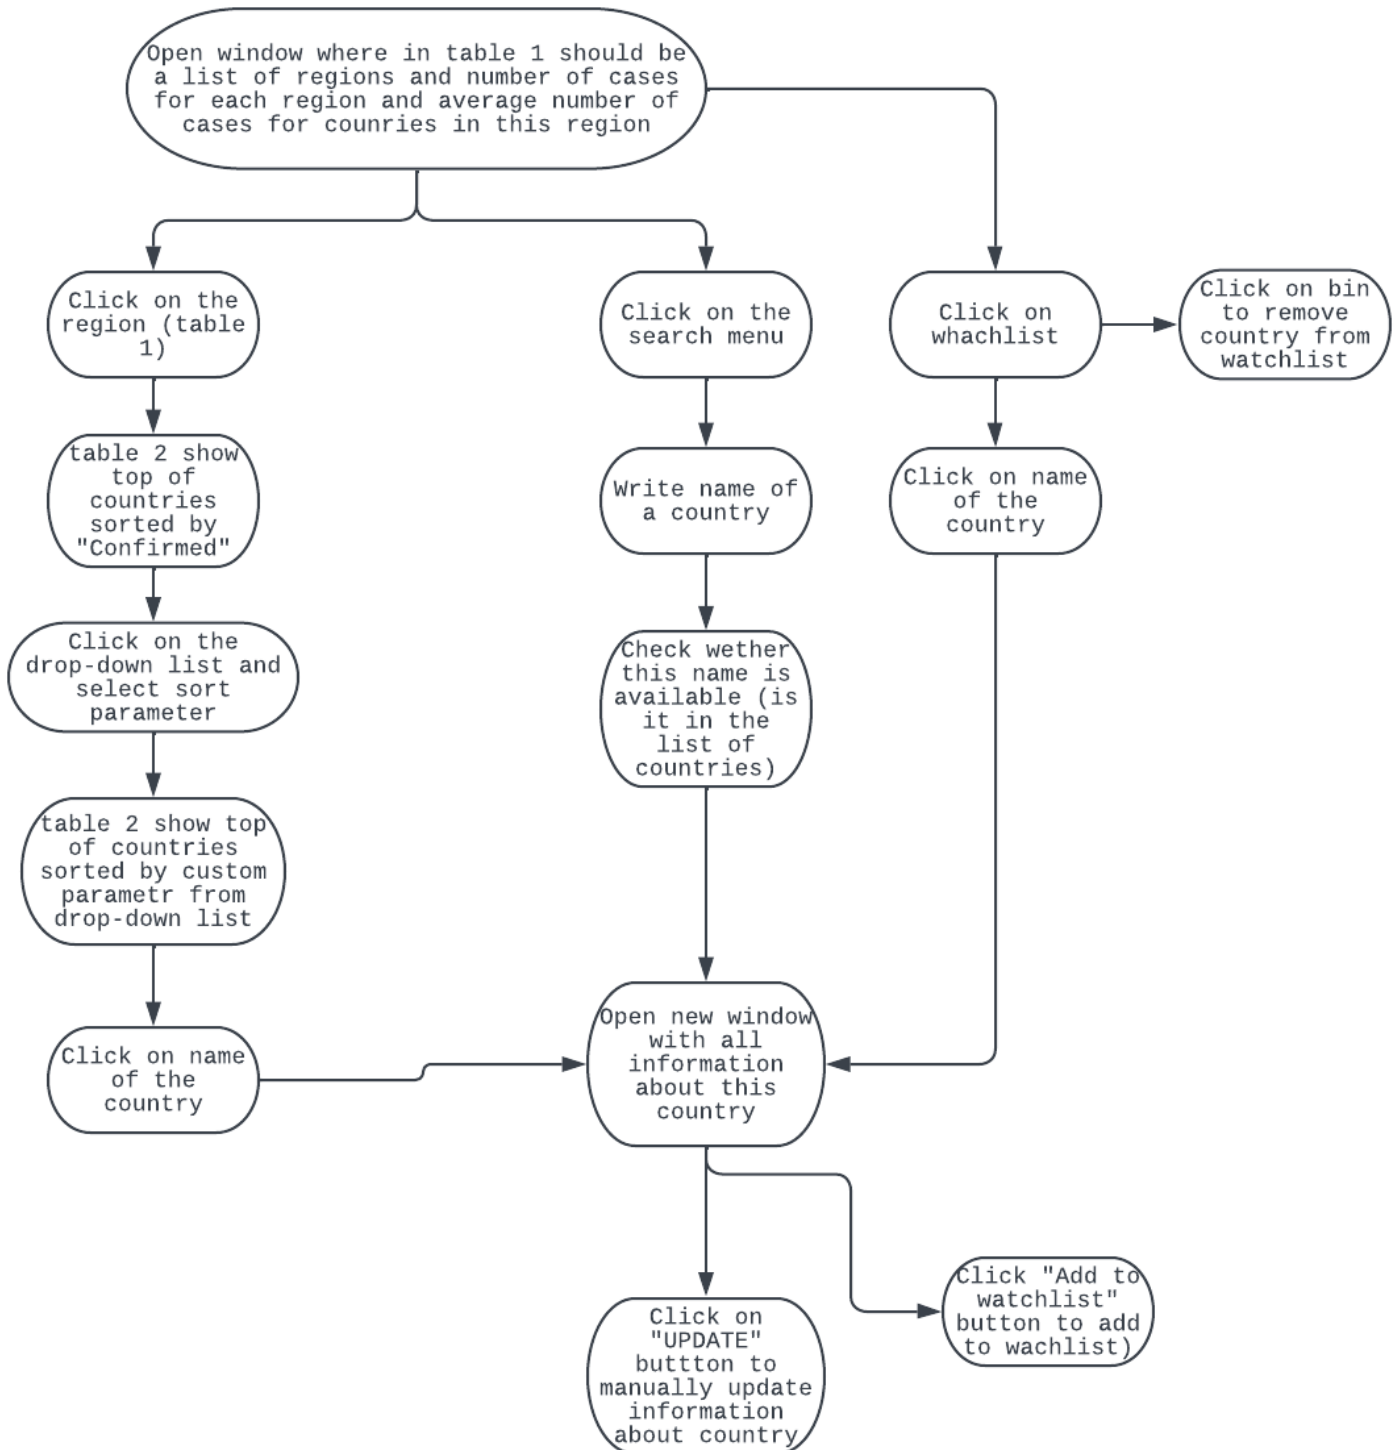 Open window where in table 1 should be
a list of regions and number of cases
for each region and average number of
cases for counries in this region
Click on the
region (table
1)
Click on the
search menu
Click on
whachlist
Click on bin
to remove
country from
watchlist
table 2 show
top of
countries
sorted by
"Confirmed"
Write name of
a country
Click on name
of the
country
Click on the
drop-down list and
select sort
parameter
Check wether
this name is
available (is
it in the
list of
countries)
table 2 show top
of countries
sorted by custom
parametr from
drop-down list
Click on name
of the
country
Open new window
with all
information
about this
country
Click "Add to
watchlist"
button to add
to wachlist)
Click on
"UPDATE"
buttton to
manually update
information
about country